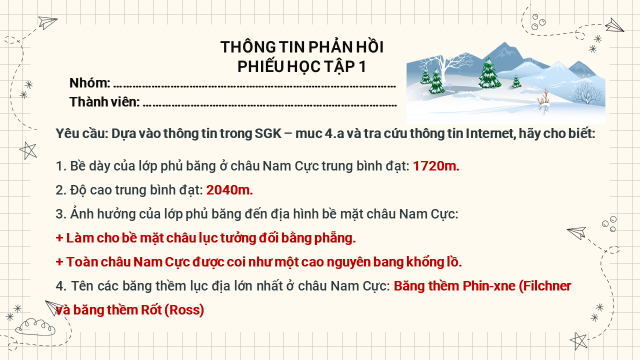 THÔNG TIN PHẢN HỒI
PHIẾU HỌC TẬP 1
Nhóm: ……………………………………………………………………………
Thành viên: ……………………………………………………………………
Yêu cầu: Dựa vào thông tin trong SGK – muc 4.a và tra cứu thông tin Internet, hãy cho biết:
1. Bề dày của lớp phủ băng ở châu Nam Cực trung bình đạt: 1720m.
2. Độ cao trung bình đạt: 2040m.
3. Ảnh hưởng của lớp phủ băng đến địa hình bề mặt châu Nam Cực:
+ Làm cho bề mặt châu lục tưởng đối bằng phẳng.
+ Toàn châu Nam Cực được coi như một cao nguyên bang khổng lồ.
4. Tên các băng thềm lục địa lớn nhất ở châu Nam Cực: Băng thềm Phin-xne (Filchner
và băng thềm Rốt (Ross)